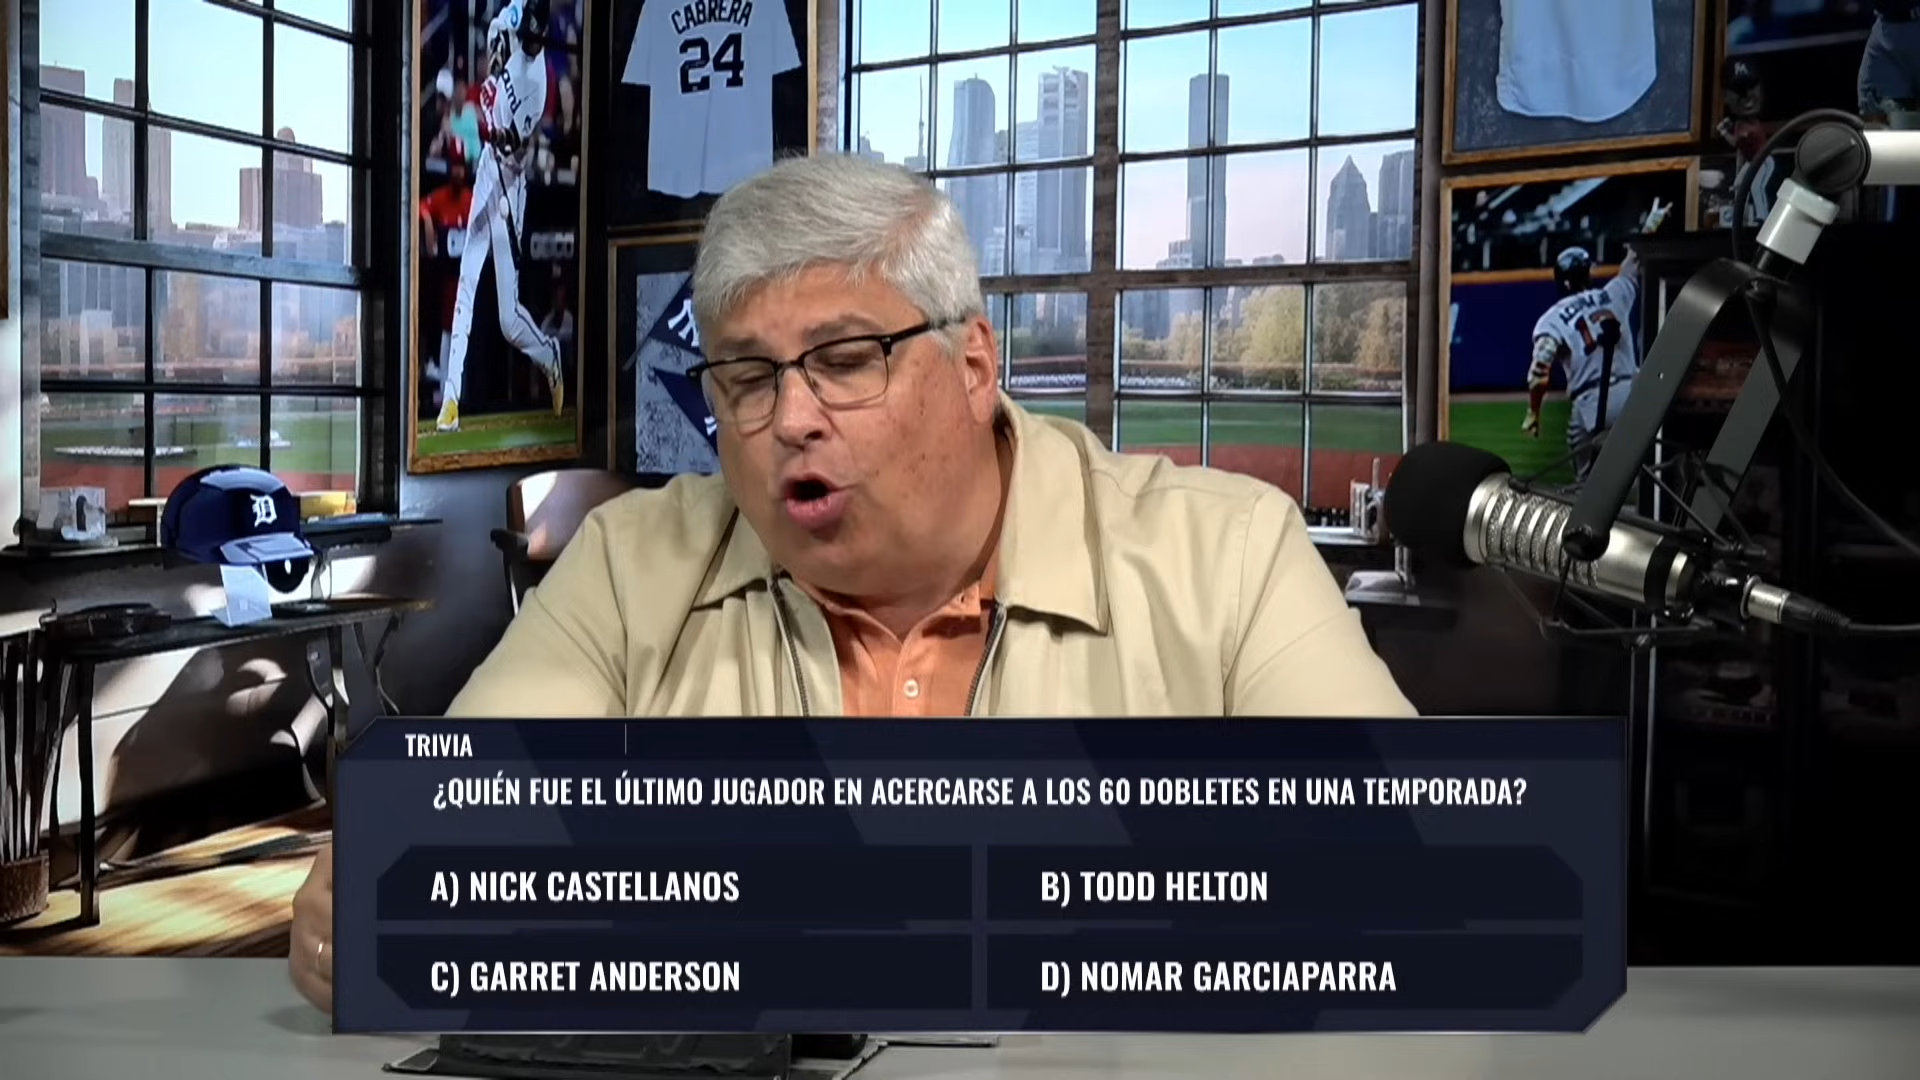 CABRERA
24
TRIVIA
¿QUIÉN FUE EL ÚLTIMO JUGADOR EN ACERCARSE A LOS 60 DOBLETES EN UNA TEMPORADA?
A) NICK CASTELLANOS
B) TODD HELTON
C) GARRET ANDERSON
D) NOMAR GARCIAPARRA